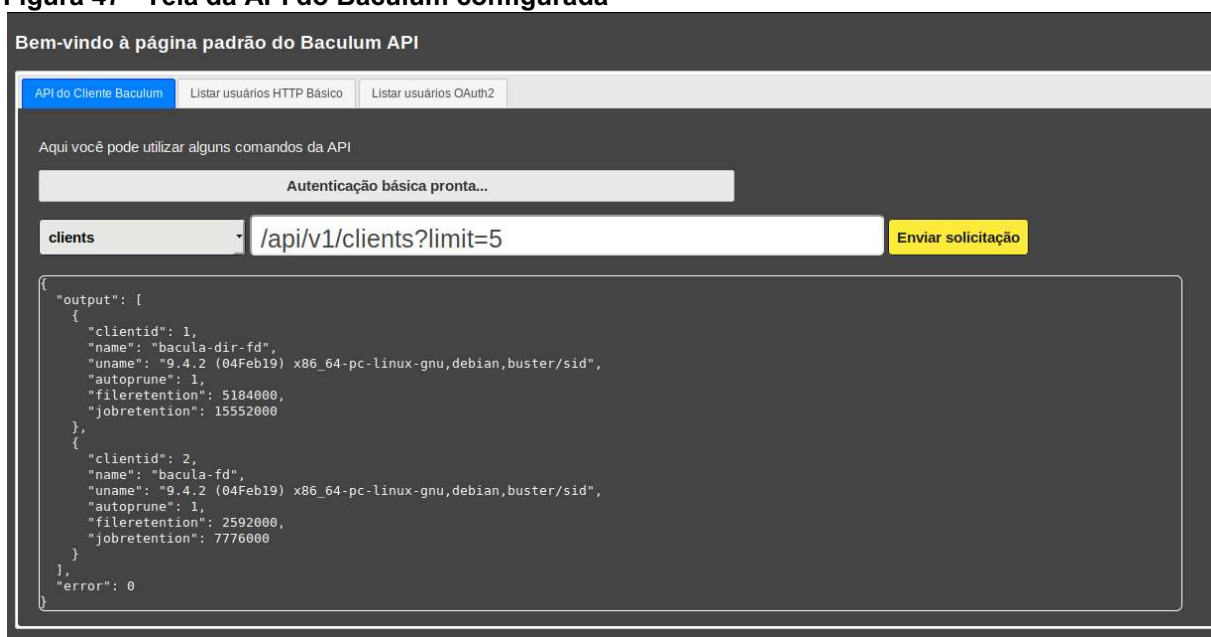 Figura 47 - Tela da API do Baculum configurada
Bem-vindo à página padrão do Baculum API
API do Cliente Baculum Listar usuários HTTP Básico Listar usuários OAuth2
Aqui você pode utilizar alguns comandos da API
Autenticação básica pronta...
clients /api/v1/clients?limit=5 Enviar solicitação
{
"output": [
{
"clientid": 1,
"name": "bacula-dir-fd",
"uname": "9.4.2 (04Feb19) x86_64-pc-linux-gnu,debian,buster/sid",
"autoprune": 1,
"fileretention": 5184000,
"jobretention": 15552000
},
{
"clientid": 2,
"name": "bacula-fd",
"uname": "9.4.2 (04Feb19) x86_64-pc-linux-gnu,debian,buster/sid",
"autoprune": 1,
"fileretention": 2592000,
"jobretention": 7776000
}
],
"error": 0
}